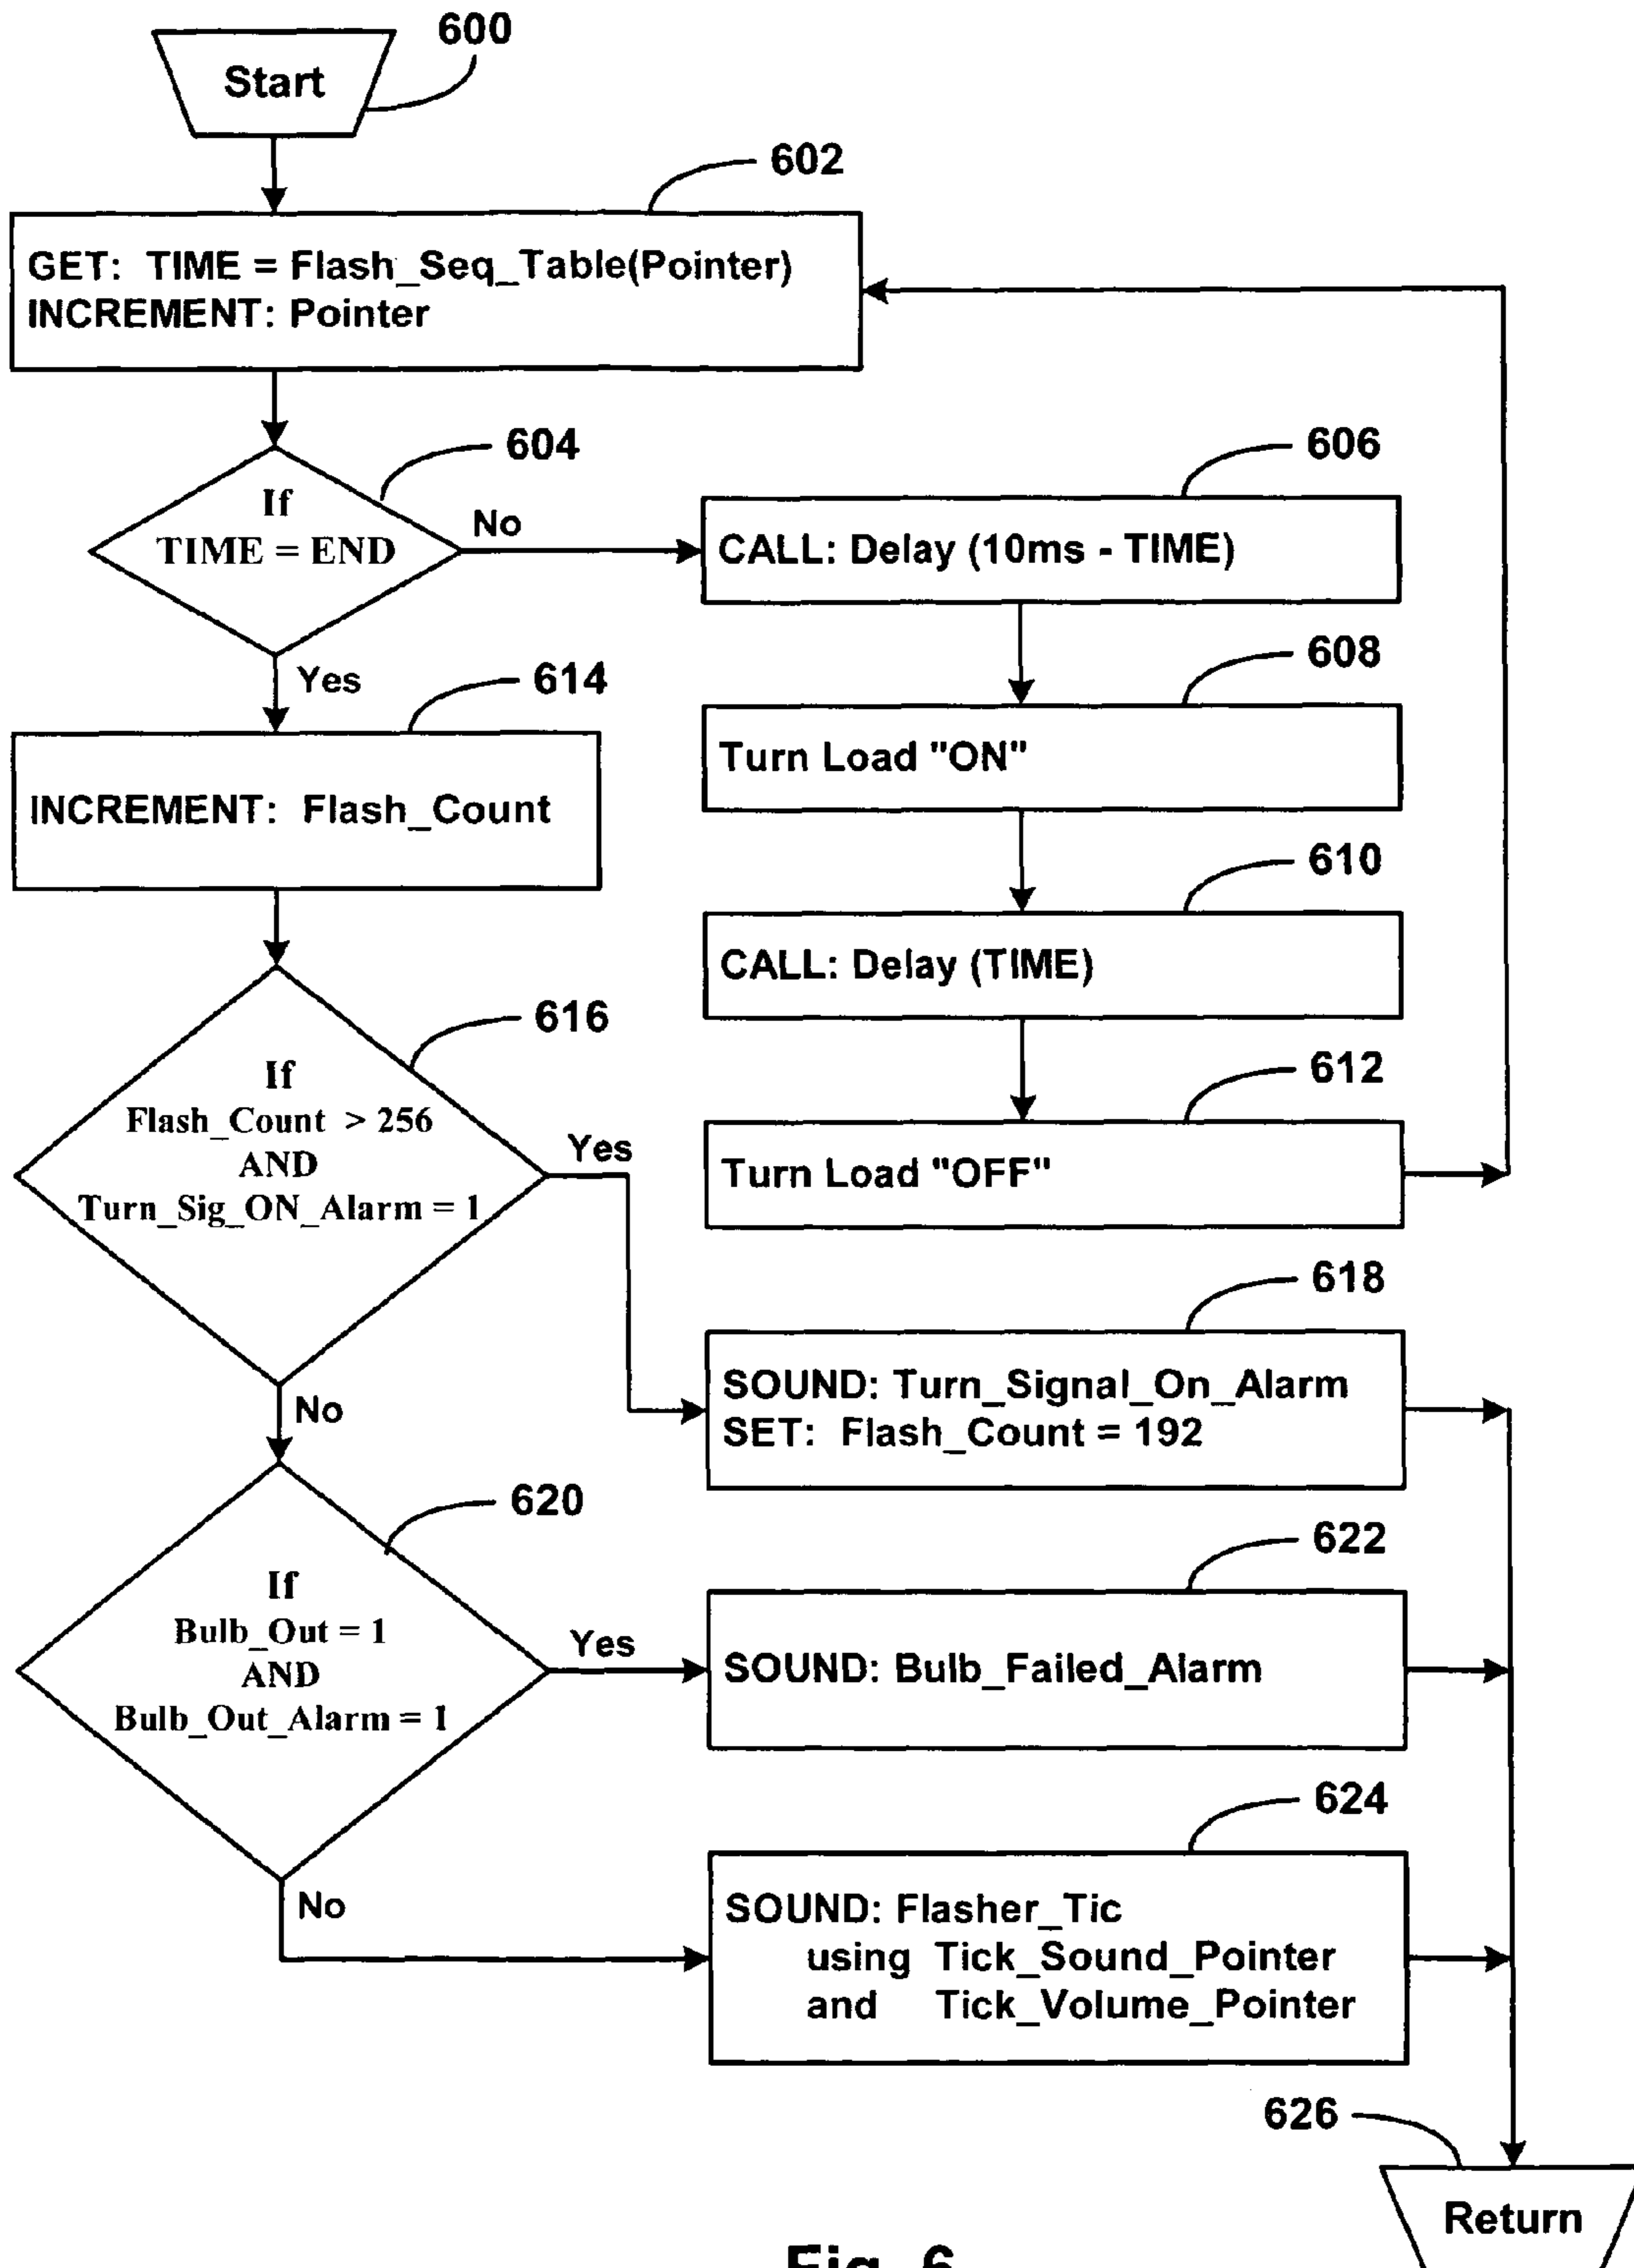 600
Start
602
GET: TIME = Flash_Seq_Table(Pointer)
INCREMENT: Pointer
604
If
TIME = END
No
606
CALL: Delay (10ms - TIME)
608
Turn Load "ON"
610
CALL: Delay (TIME)
612
Turn Load "OFF"
Yes
614
INCREMENT: Flash_Count
616
If
Flash_Count > 256
AND
Turn_Sig_ON_Alarm = 1
Yes
618
SOUND: Turn_Signal_On_Alarm
SET: Flash_Count = 192
No
620
If
Bulb_Out = 1
AND
Bulb_Out_Alarm = 1
Yes
622
SOUND: Bulb_Failed_Alarm
No
624
SOUND: Flasher_Tic
using Tick_Sound_Pointer
and Tick_Volume_Pointer
626
Return
Fig. 6